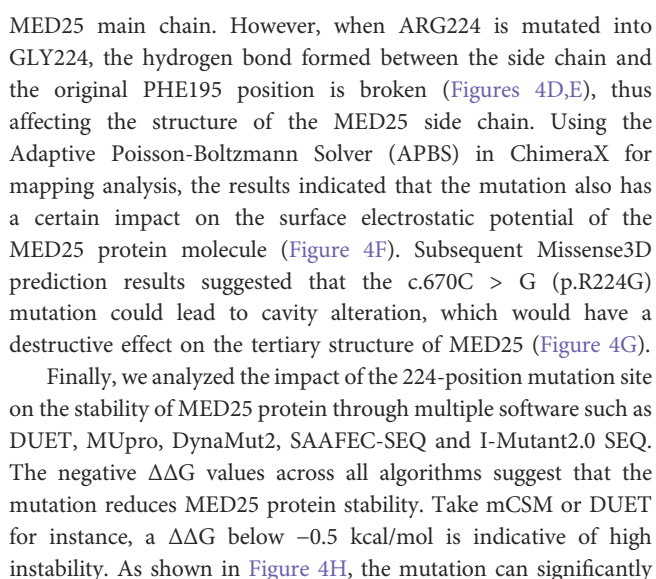 MED25 main chain. However, when ARG224 is mutated into
GLY224, the hydrogen bond formed between the side chain and
the original PHE195 position is broken (Figures 4D,E), thus
affecting the structure of the MED25 side chain. Using the
Adaptive Poisson-Boltzmann Solver (APBS) in ChimeraX for
mapping analysis, the results indicated that the mutation also has
a certain impact on the surface electrostatic potential of the
MED25 protein molecule (Figure 4F). Subsequent Missense3D
prediction results suggested that the c.670C > G (p.R224G)
mutation could lead to cavity alteration, which would have a
destructive effect on the tertiary structure of MED25 (Figure 4G).
Finally, we analyzed the impact of the 224-position mutation site
on the stability of MED25 protein through multiple software such as
DUET, MUpro, DynaMut2, SAAFEC-SEQ and I-Mutant2.0 SEQ.
The negative ΔΔG values across all algorithms suggest that the
mutation reduces MED25 protein stability. Take mCSM or DUET
for instance, a ΔΔG below −0.5 kcal/mol is indicative of high
instability. As shown in Figure 4H, the mutation can significantly